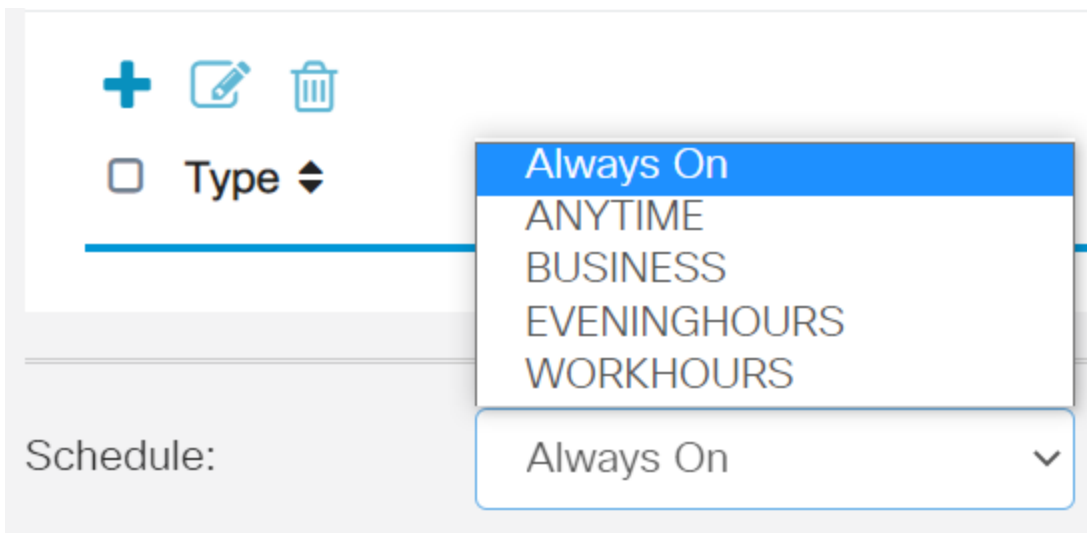 Type
Always On
ANYTIME
BUSINESS
EVENINGHOURS
WORKHOURS
Schedule:
Always On